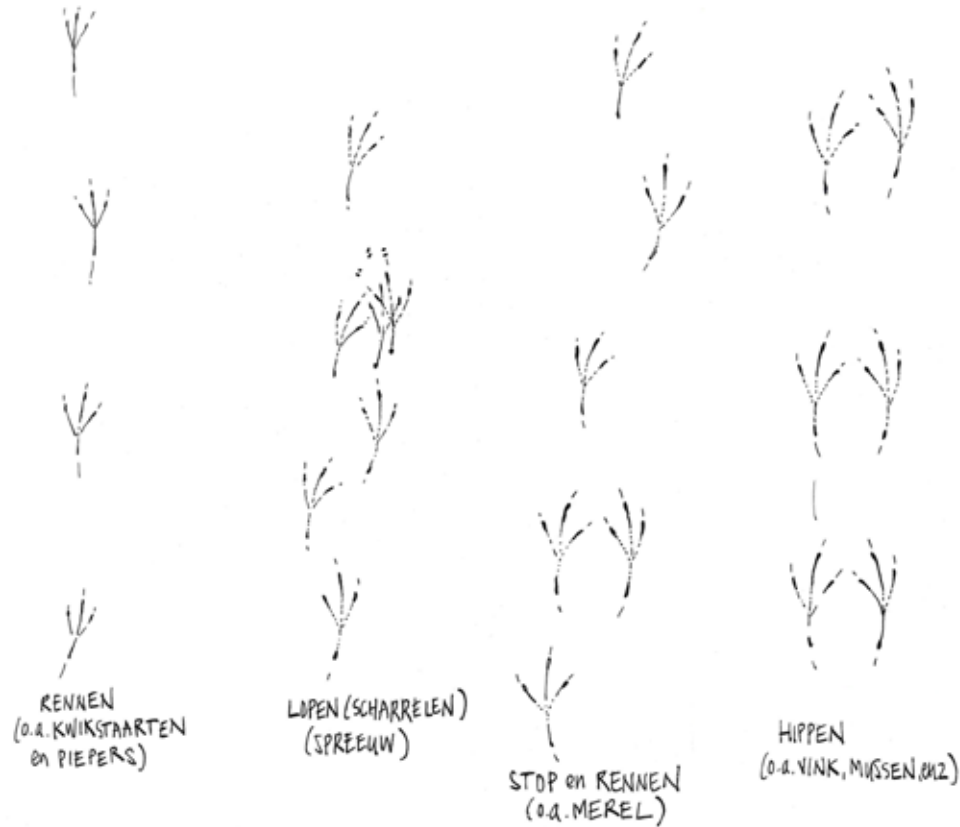 RENNEN
(o.a. KWIKSTAARTEN
en PIEPERS)
LOPEN (SCHARRELEN)
(SPREEUW)
STOP en RENNEN
(o.a. MEREL)
HIPPEN
(o.a. VINK, MUSSEN, enz)